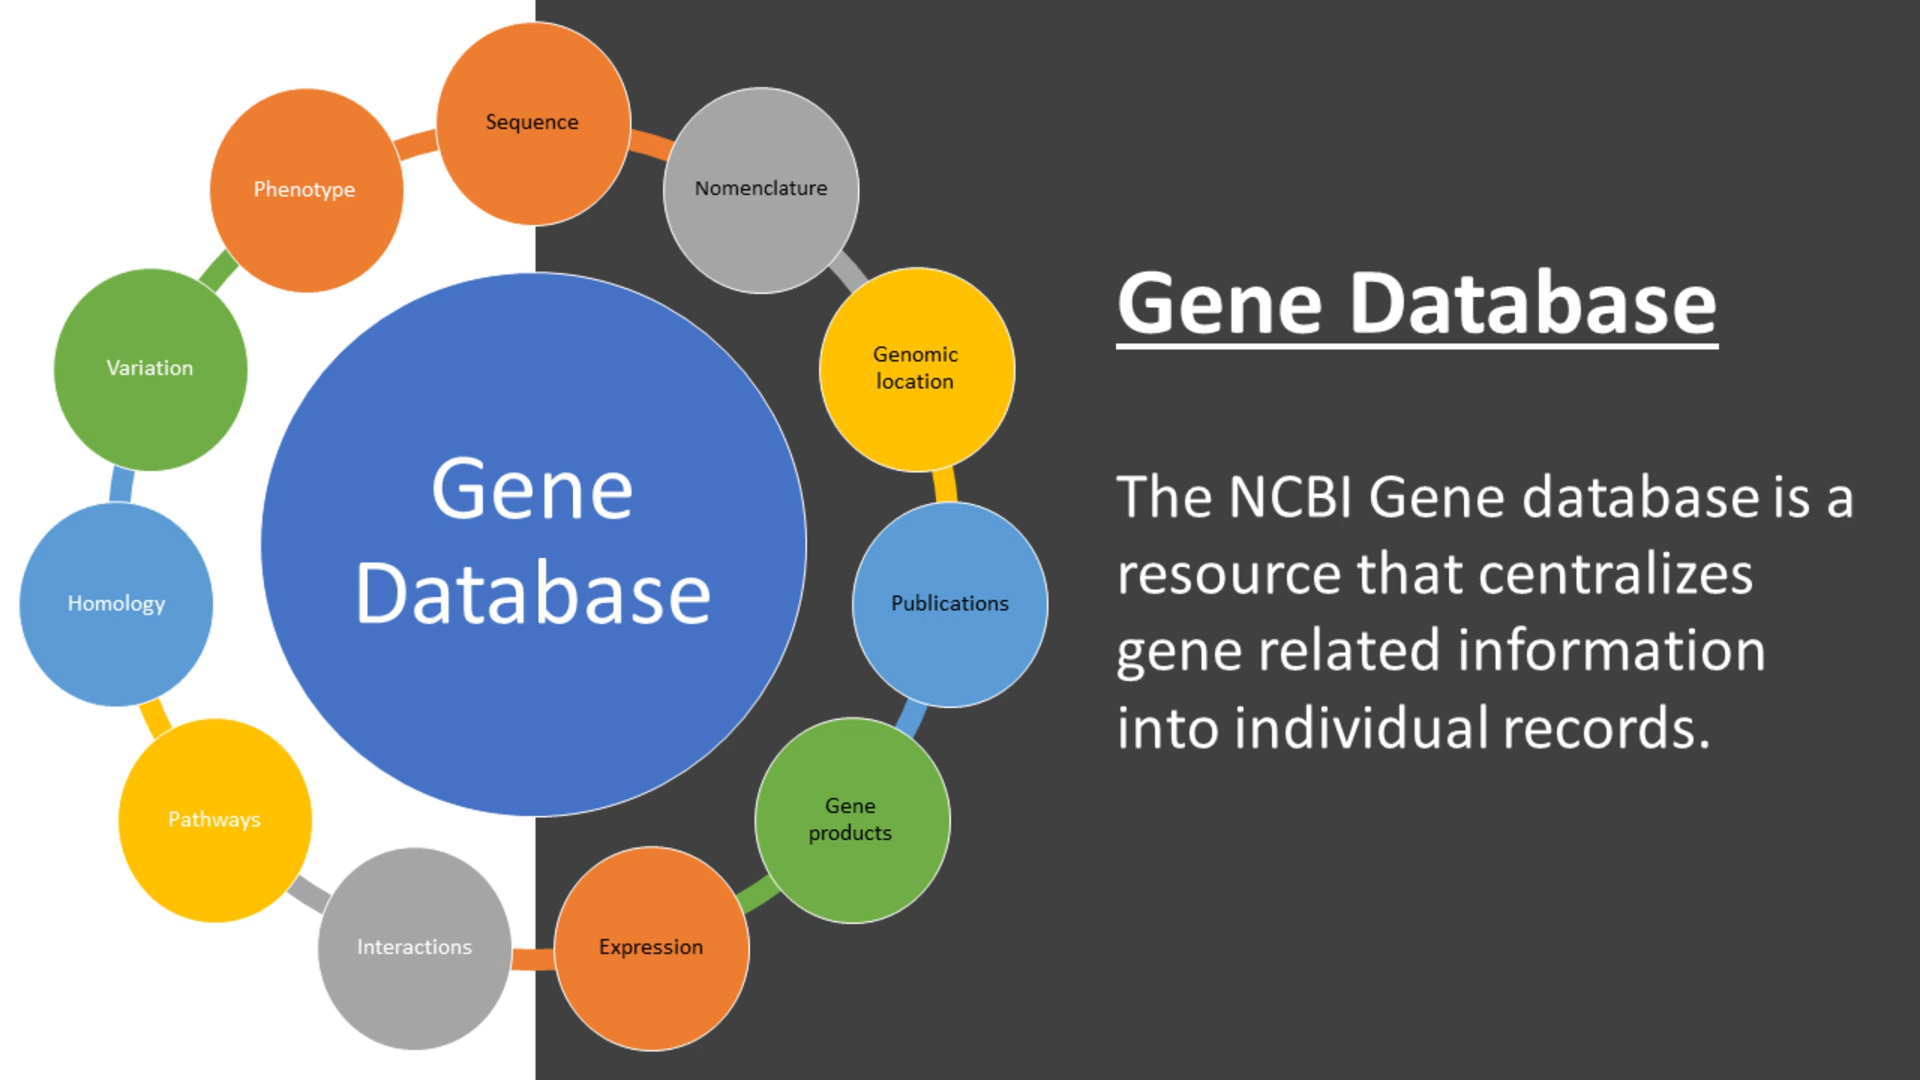 Sequence
Phenotype
Nomenclature
Variation
Genomic
location
Gene
Database
Homology
Publications
Pathways
Gene
products
Interactions
Expression
Gene Database
The NCBI Gene database is a
resource that centralizes
gene related information
into individual records.